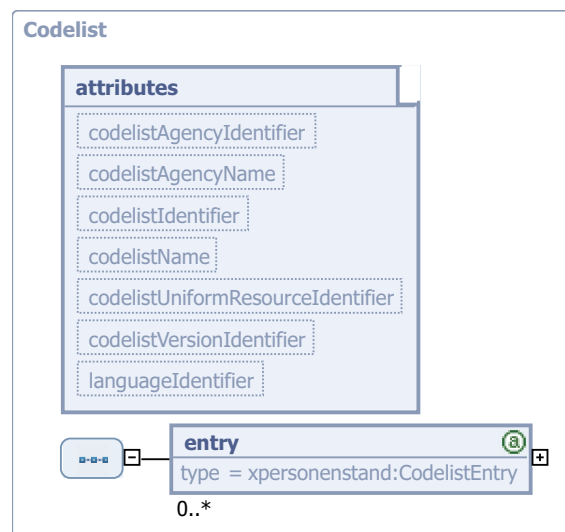 Codelist
attributes
codelistAgencyIdentifier
codelistAgencyName
codelistIdentifier
codelistName
codelistUniformResourceIdentifier
codelistVersionIdentifier
languageIdentifier
entry
type = xpersonenstand:CodelistEntry
0..*